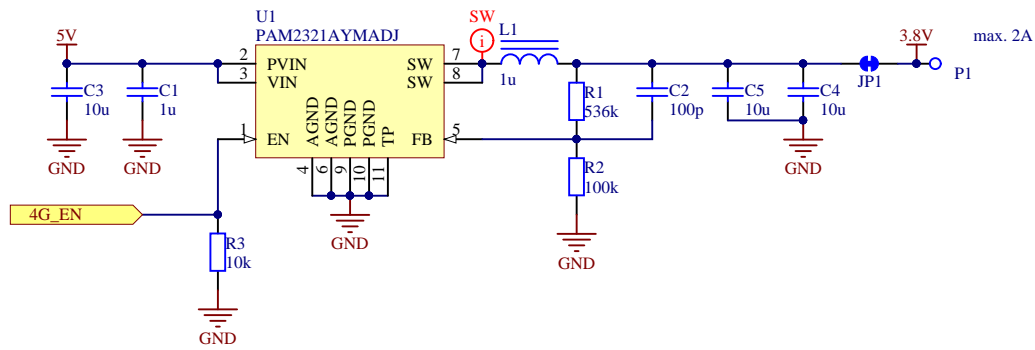 U1
PAM2321AYMADJ
SW
i
L1
1u
5V
3.8V
max. 2A
2
PVIN
3
VIN
SW
7
SW
8
JP1
P1
C3
10u
C1
1u
R1
536k
C2
100p
C5
10u
C4
10u
1
EN
AGND
AGND
PGND
PGND
TP
FB
5
4
6
9
10
11
GND
GND
GND
R2
100k
4G_EN
GND
GND
R3
10k
GND